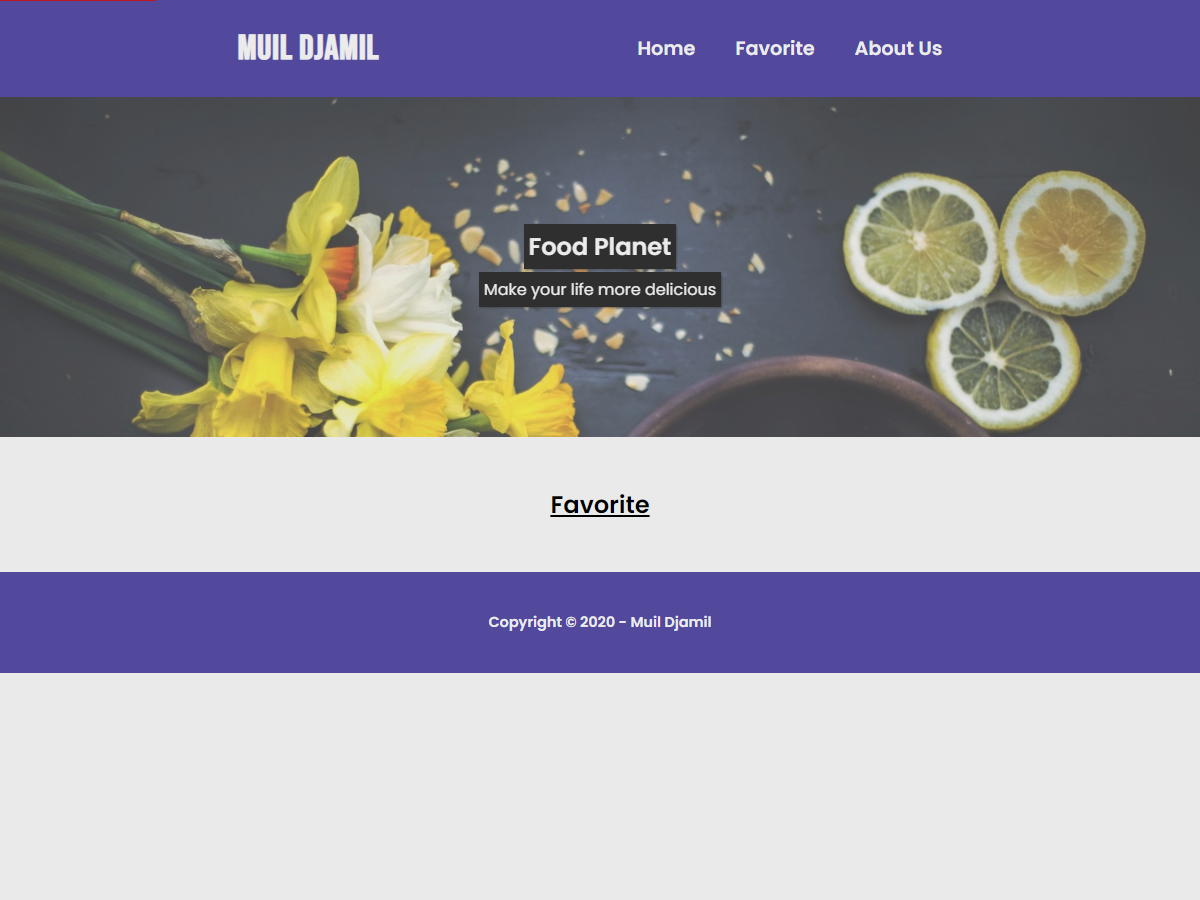 MUIL DJAMIL
Home
Favorite
About Us
Food Planet
Make your life more delicious
Favorite
Copyright © 2020 - Muil Djamil